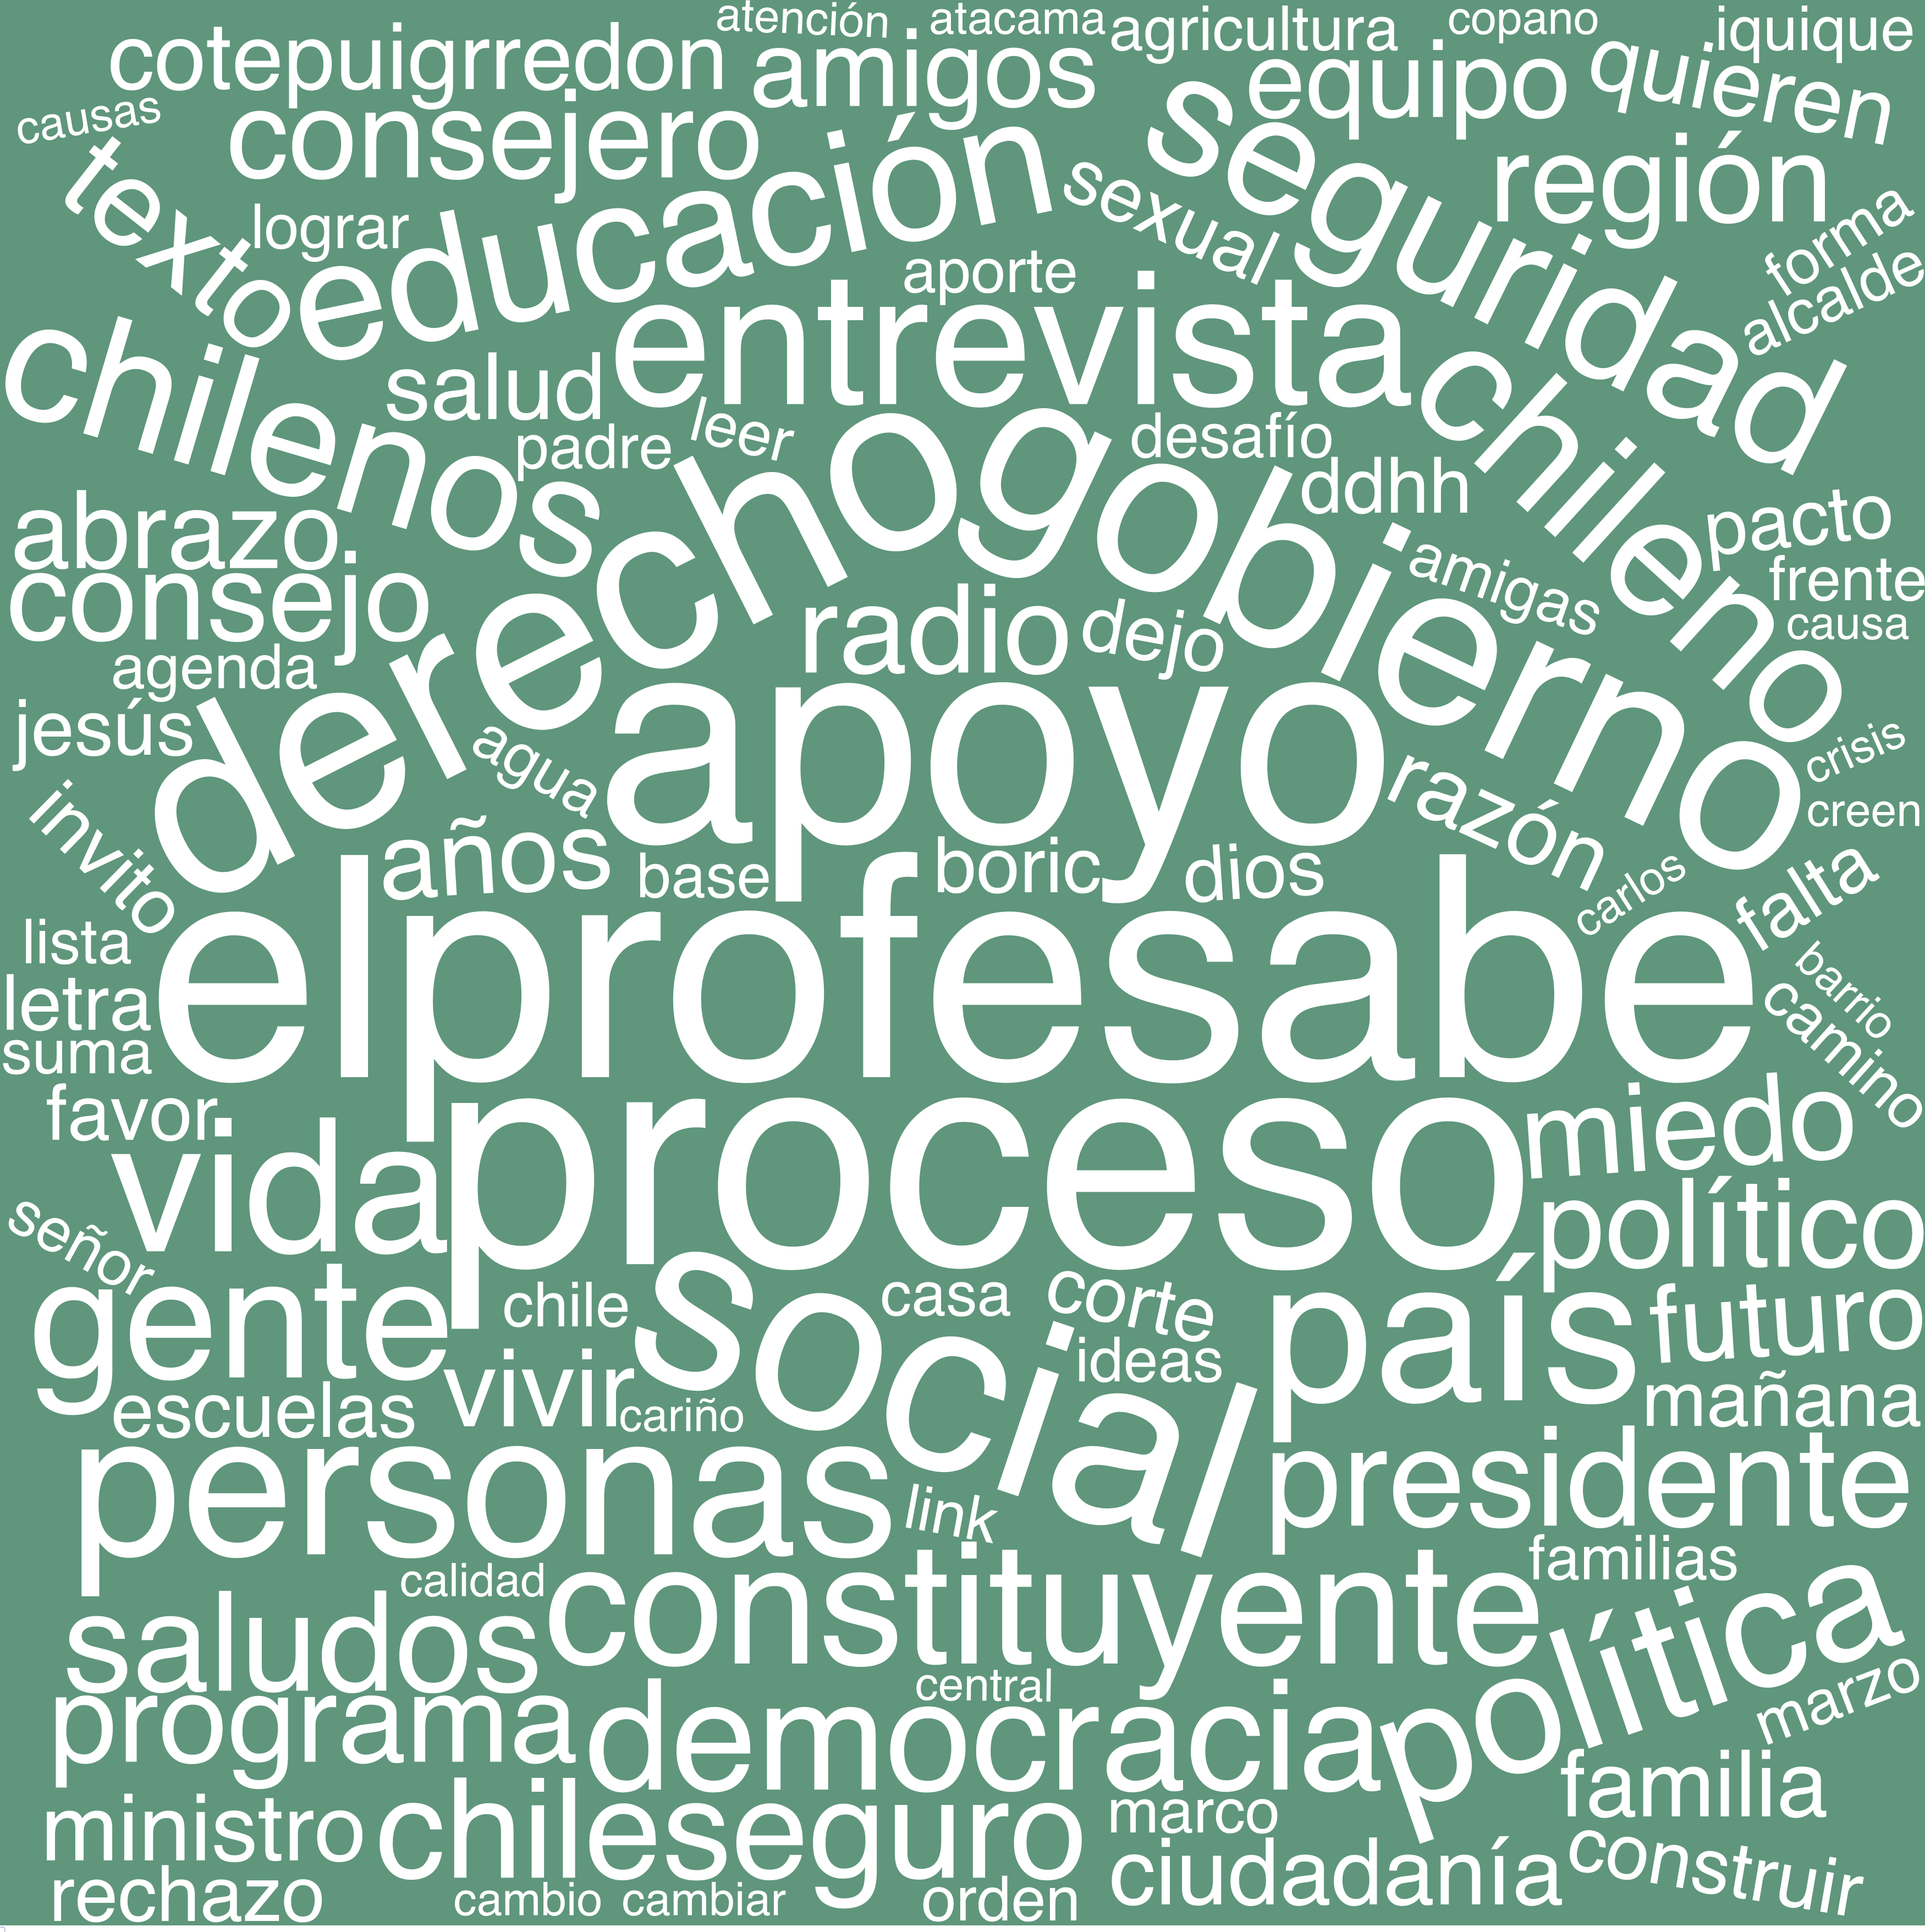 atención
atacama
agricultura
copano
iquique
cotepuigrredon
amigos
equipo
quieren
causas
consejero
seguridad
región
texto
lograr
educación
sexual
forma
alcalde
aporte
chilenos
entrevista
salud
padre
leer
desafío
chileno
ddhh
pacto
abrazo
derecho
gobierno
amigas
frente
consejo
radio
dejo
causa
agenda
jesús
apoyo
agua
crisis
razón
creen
invito
años
base
boric
dios
carlos
falta
lista
elprofesabe
barrio
letra
camino
suma
favor
vida
proceso
miedo
político
señor
gente
chile
social
casa
corte
país
futuro
ideas
escuelas
vivir
cariño
mañana
personas
link
presidente
familias
calidad
saludos
constituyente
política
central
marzo
programa
democracia
familia
ministro
chileseguro
marco
ciudadanía
construir
rechazo
cambio
cambiar
orden